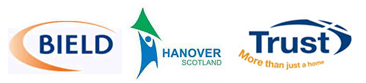 BIELD
HANOVER
SCOTLAND
Trust
More than just a home